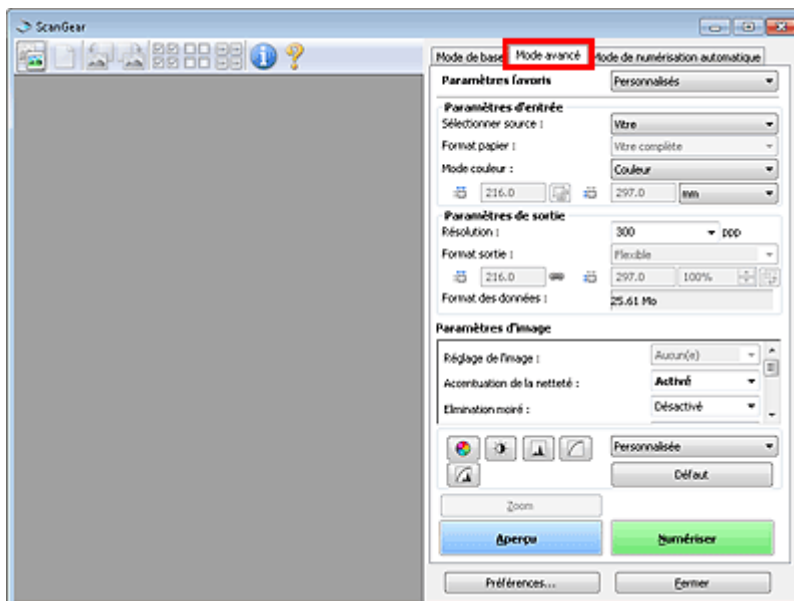 ScanGear
Mode de base Mode avancé Mode de numérisation automatique
Paramètres favoris Personnalisés
Paramètres d'entrée
Sélectionner source : Vitre
Format papier : Vitre complète
Mode couleur : Couleur
216.0 297.0 mm
Paramètres de sortie
Résolution : 300 ppp
Format sortie : Flexible
216.0 297.0 100%
Format des données : 25.61 Mo
Paramètres d'image
Réglage de l'image : Aucun(e)
Accentuation de la netteté : Activé
Elimination moiré : Désactivé
Personnalisée
Défaut
Zoom
Aperçu Numériser
Préférences... Fermer